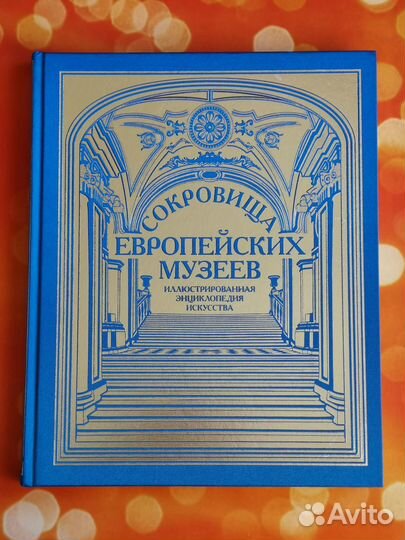 СОКРОВИЩА
ЕВРОПЕЙСКИХ
МУЗЕЕВ
ИЛЛЮСТРИРОВАННАЯ
ЭНЦИКЛОПЕДИЯ
ИСКУССТВА
Avito